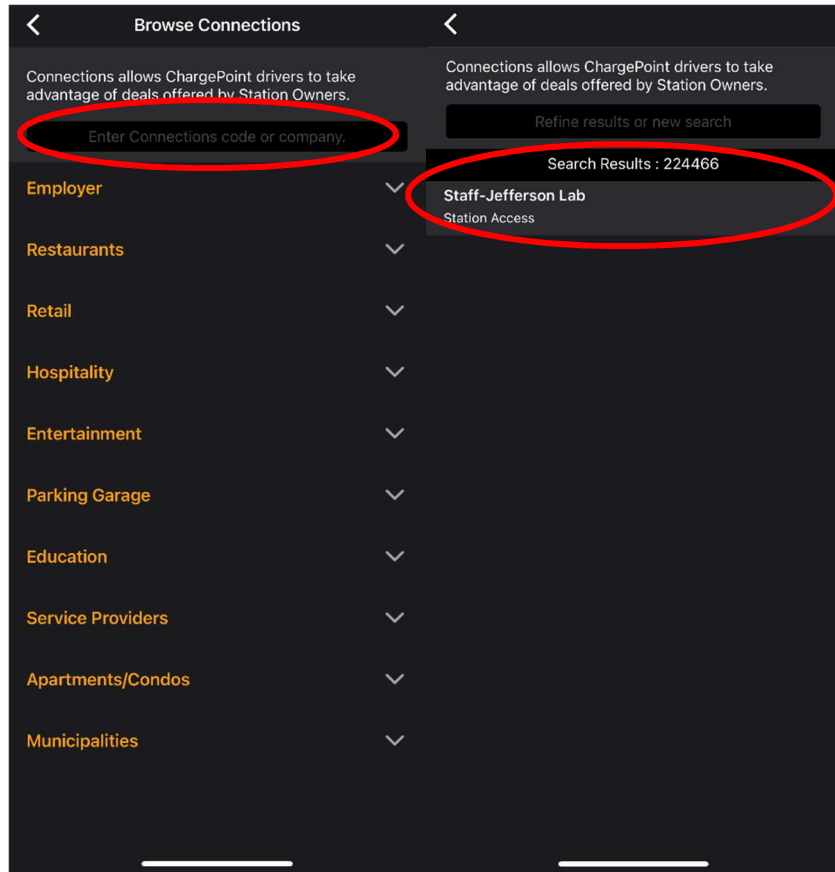 Browse Connections
Connections allows ChargePoint drivers to take
advantage of deals offered by Station Owners.
Enter Connections code or company.
Employer
Restaurants
Retail
Hospitality
Entertainment
Parking Garage
Education
Service Providers
Apartments/Condos
Municipalities
Connections allows ChargePoint drivers to take
advantage of deals offered by Station Owners.
Refine results or new search
Search Results : 224466
Staff-Jefferson Lab
Station Access